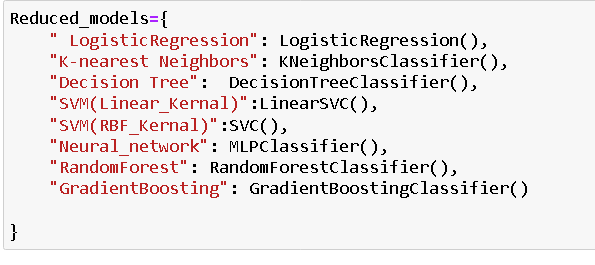 Reduced_models={
    " LogisticRegression": LogisticRegression(),
    "K-nearest Neighbors": KNeighborsClassifier(),
    "Decision Tree":  DecisionTreeClassifier(),
    "SVM(Linear_Kernal)":LinearSVC(),
    "SVM(RBF_Kernal)":SVC(),
    "Neural_network": MLPClassifier(),
    "RandomForest": RandomForestClassifier(),
    "GradientBoosting": GradientBoostingClassifier()
}